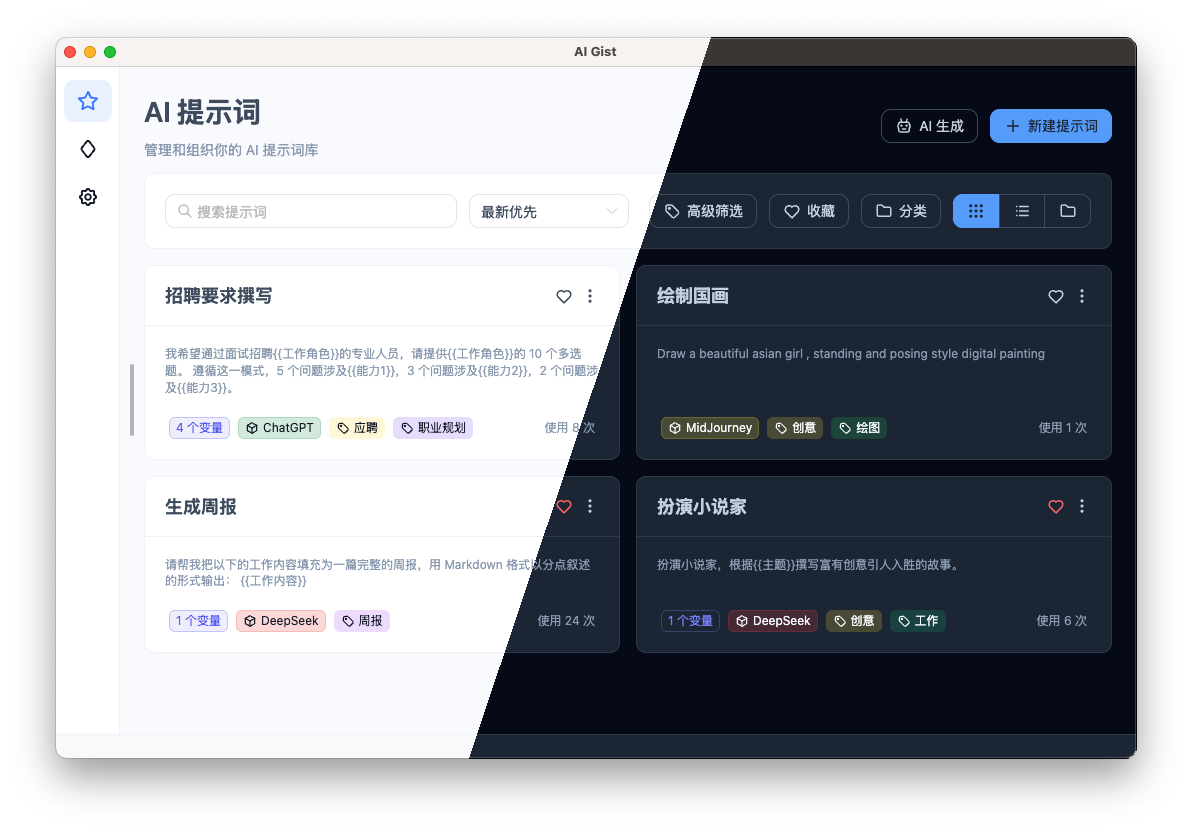 AI Gist
AI 提示词
管理和组织你的 AI 提示词库
AI 生成
新建提示词
搜索提示词
最新优先
高级筛选
收藏
分类
招聘要求撰写
我希望通过面试招聘{{工作角色}}的专业人员，请提供{{工作角色}}的 10 个多选
题。 遵循这一模式，5 个问题涉及{{能力1}}，3 个问题涉及{{能力2}}，2 个问题涉
及{{能力3}}。
4 个变量
ChatGPT
应聘
职业规划
使用 8 次
绘制国画
Draw a beautiful asian girl , standing and posing style digital painting
MidJourney
创意
绘图
使用 1 次
生成周报
请帮我把以下的工作内容填充为一篇完整的周报，用 Markdown 格式以分点叙述
的形式输出： {{工作内容}}
1 个变量
DeepSeek
周报
使用 24 次
扮演小说家
扮演小说家，根据{{主题}}撰写富有创意引人入胜的故事。
1 个变量
DeepSeek
创意
工作
使用 6 次